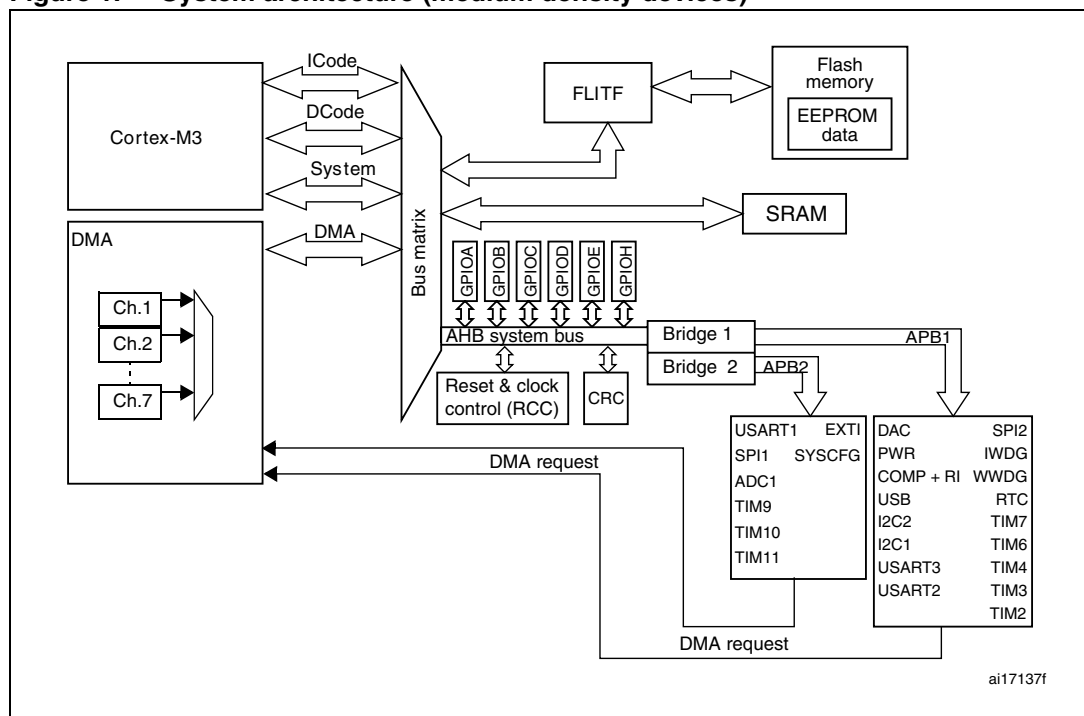 Figure 1. System architecture (medium density devices)
ICode
DCode
System
DMA
Cortex-M3
DMA
Ch.1
Ch.2
Ch.7
Bus matrix
FLITF
Flash
memory
EEPROM
data
SRAM
GPIOA
GPIOB
GPIOC
GPIOD
GPIOE
GPIOH
AHB system bus
Bridge 1
Bridge 2
APB1
APB2
Reset & clock
control (RCC)
CRC
USART1 EXTI
SPI1 SYSCFG
ADC1
TIM9
TIM10
TIM11
DAC SPI2
PWR IWDG
COMP + RI WWDG
USB RTC
I2C2 TIM7
I2C1 TIM6
USART3 TIM4
USART2 TIM3
TIM2
DMA request
DMA request
ai17137f